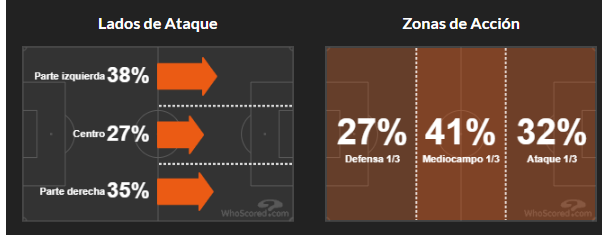 Lados de Ataque
Parte izquierda 38%
Centro 27%
Parte derecha 35%
WhoScored.com
Zonas de Acción
27% 41% 32%
Defensa 1/3 Mediocampo 1/3 Ataque 1/3
WhoScored.com